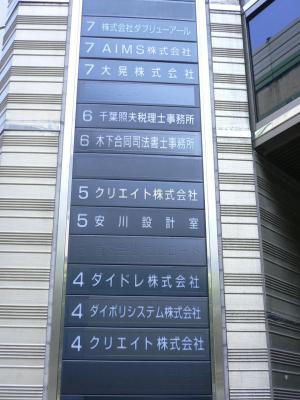 7 株式会社ダブリューアール
7 AIMS株式会社
7 大晃株式会社
6 千葉照夫税理士事務所
6 木下合同司法書士事務所
5 クリエイト株式会社
5 安川設計室
4 ダイドレ株式会社
4 ダイポリシステム株式会社
4 クリエイト株式会社